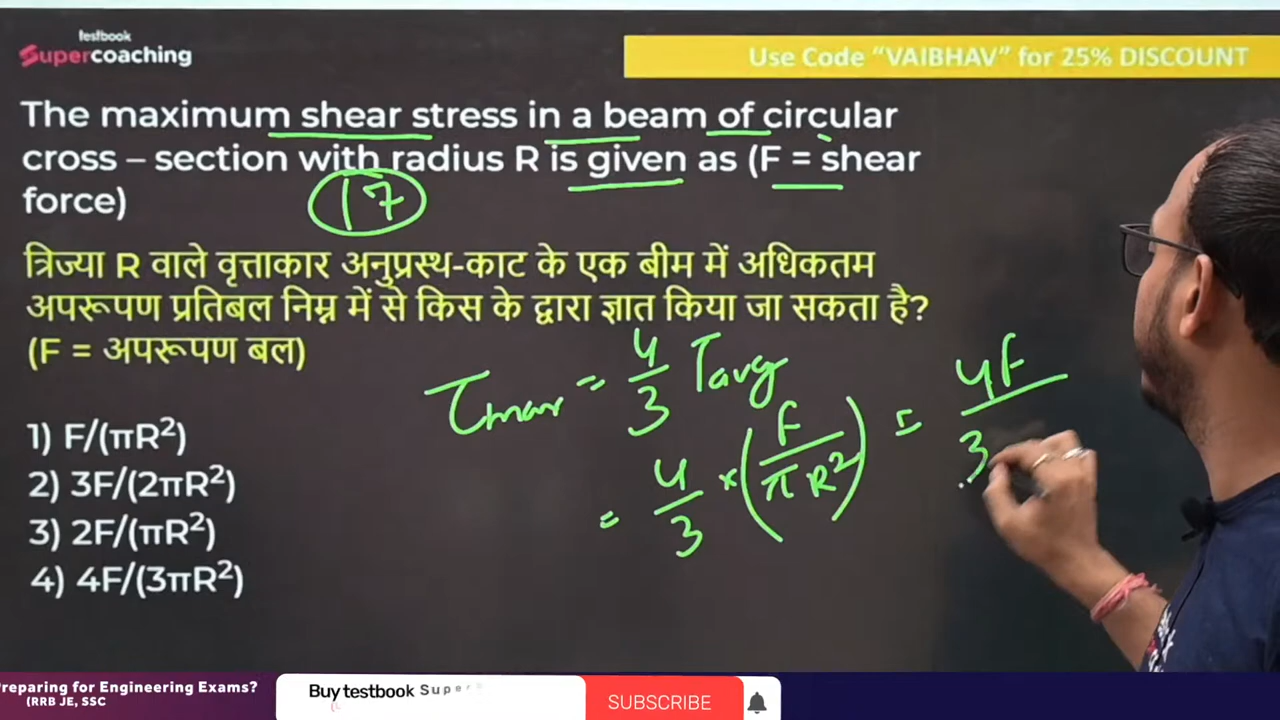 testbook
Supercoaching
Use Code “VAIBHAV” for 25% DISCOUNT
The maximum shear stress in a beam of circular
cross – section with radius R is given as (F = shear
force)
17
त्रिज्या R वाले वृत्ताकार अनुप्रस्थ-काट के एक बीम में अधिकतम
अपरूपण प्रतिबल निम्न में से किस के द्वारा ज्ञात किया जा सकता है?
(F = अपरूपण बल)
τmax = 4/3 τavg
= 4/3 × (F/πR²) = 4F/3
1) F/(πR²)
2) 3F/(2πR²)
3) 2F/(πR²)
4) 4F/(3πR²)
Preparing for Engineering Exams?
(RRB JE, SSC
Buy testbook Super
SUBSCRIBE